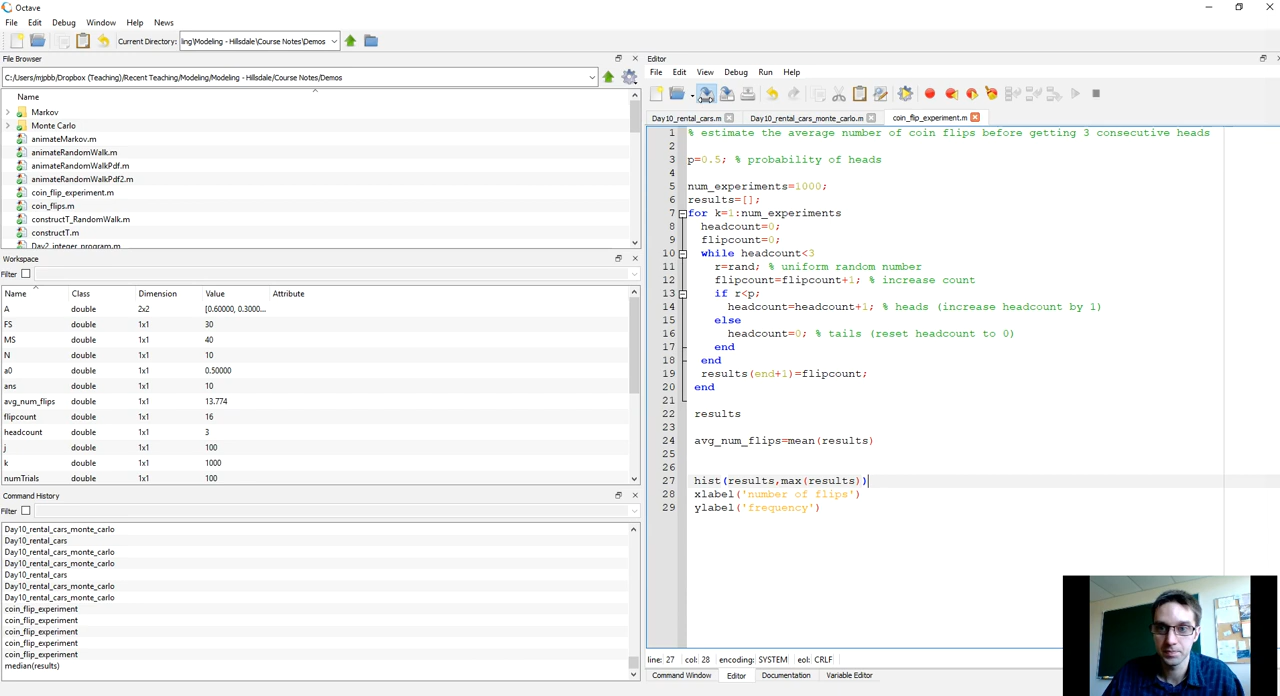 Octave
File Edit Debug Window Help News
Current Directory: ling\Modeling - Hillsdale\Course Notes\Demos
File Browser
C:/Users/mjpbb/Dropbox (Teaching)/Recent Teaching/Modeling/Modeling - Hillsdale/Course Notes/Demos
Name
Markov
Monte Carlo
animateMarkov.m
animateRandomWalk.m
animateRandomWalkPdf.m
animateRandomWalkPdf2.m
coin_flip_experiment.m
coin_flips.m
constructT_RandomWalk.m
constructT.m
Day2_integer_program.m
Workspace
Filter
Name Class Dimension Value Attribute
A double 2x2 [0.60000, 0.3000...
FS double 1x1 30
MS double 1x1 40
N double 1x1 10
a0 double 1x1 0.50000
ans double 1x1 10
avg_num_flips double 1x1 13.774
flipcount double 1x1 16
headcount double 1x1 3
j double 1x1 100
k double 1x1 1000
numTrials double 1x1 100
Command History
Filter
Day10_rental_cars_monte_carlo
Day10_rental_cars
Day10_rental_cars_monte_carlo
Day10_rental_cars_monte_carlo
Day10_rental_cars
Day10_rental_cars_monte_carlo
Day10_rental_cars_monte_carlo
coin_flip_experiment
coin_flip_experiment
coin_flip_experiment
coin_flip_experiment
coin_flip_experiment
median(results)
Editor
File Edit View Debug Run Help
Day10_rental_cars.m Day10_rental_cars_monte_carlo.m coin_flip_experiment.m
1 % estimate the average number of coin flips before getting 3 consecutive heads
2
3 p=0.5; % probability of heads
4
5 num_experiments=1000;
6 results=[];
7 for k=1:num_experiments
8 headcount=0;
9 flipcount=0;
10 while headcount<3
11 r=rand; % uniform random number
12 flipcount=flipcount+1; % increase count
13 if r<p;
14 headcount=headcount+1; % heads (increase headcount by 1)
15 else
16 headcount=0; % tails (reset headcount to 0)
17 end
18 end
19 results(end+1)=flipcount;
20 end
21
22 results
23
24 avg_num_flips=mean(results)
25
26
27 hist(results,max(results))
28 xlabel('number of flips')
29 ylabel('frequency')
line: 27 col: 28 encoding: SYSTEM eol: CRLF
Command Window Editor Documentation Variable Editor